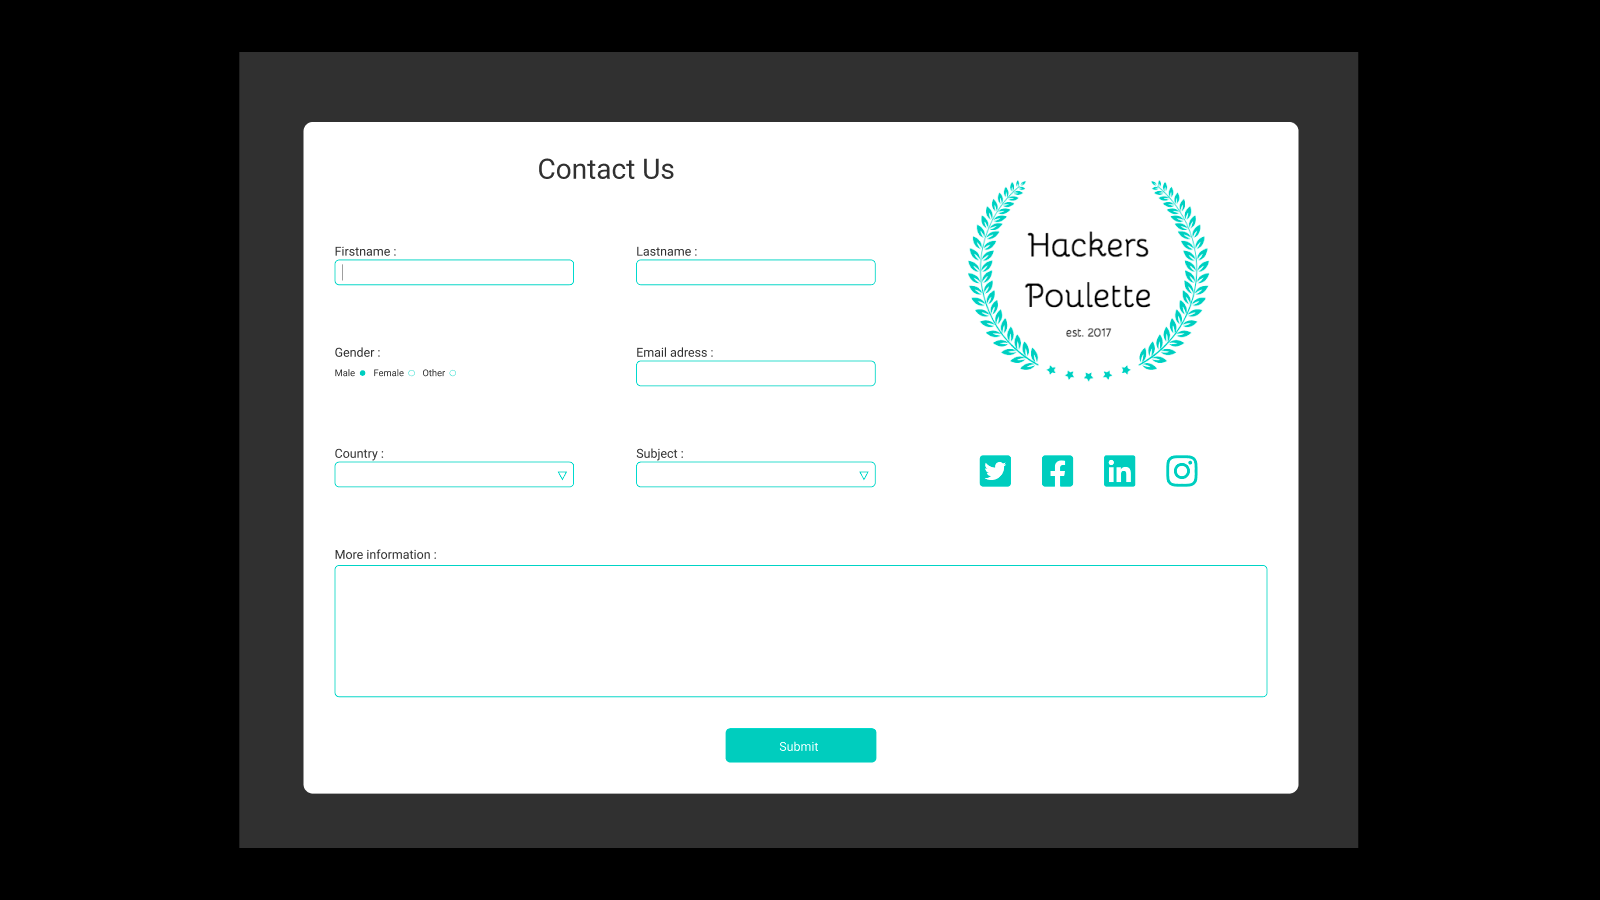 Contact Us
Firstname :
Lastname :
Hackers
Poulette
est. 2017
Gender :
Male Female Other
Email adress :
Country :
Subject :
in
More information :
Submit